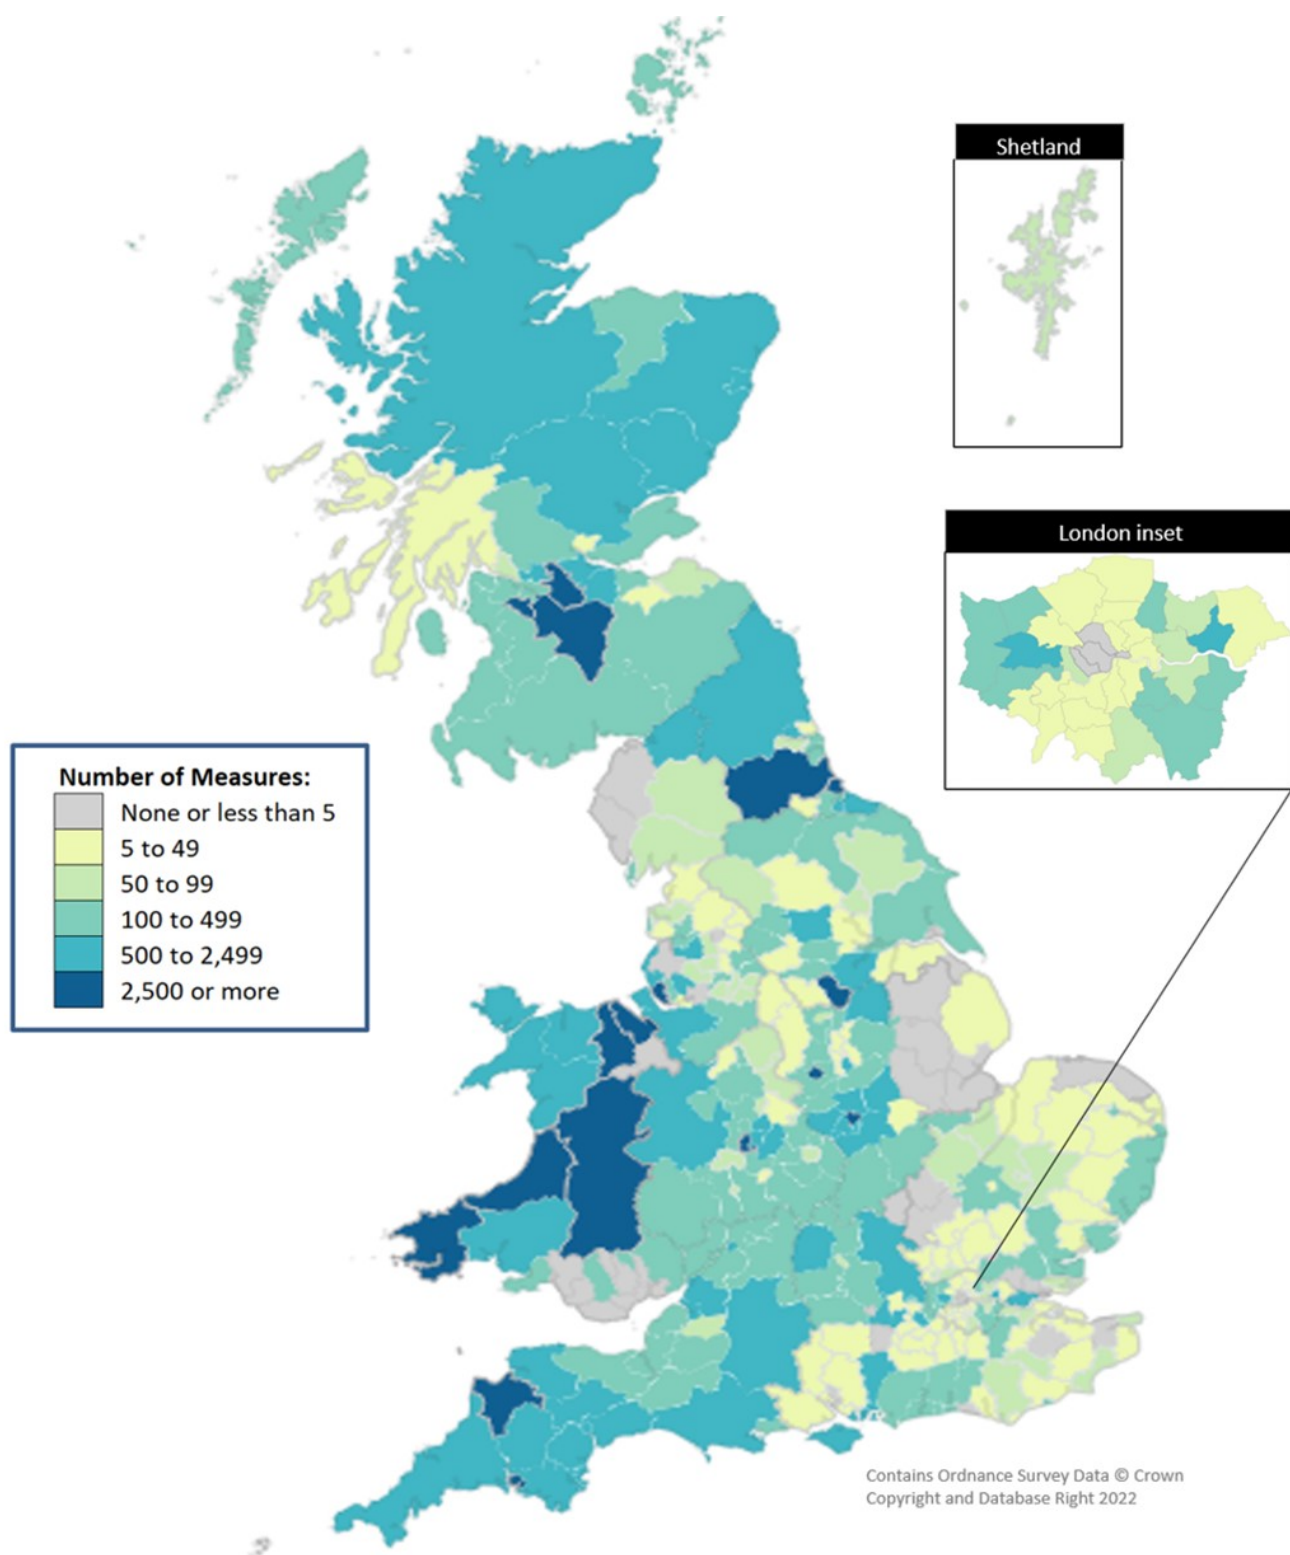 Shetland
London inset
Number of Measures:
None or less than 5
5 to 49
50 to 99
100 to 499
500 to 2,499
2,500 or more
Contains Ordnance Survey Data © Crown
Copyright and Database Right 2022